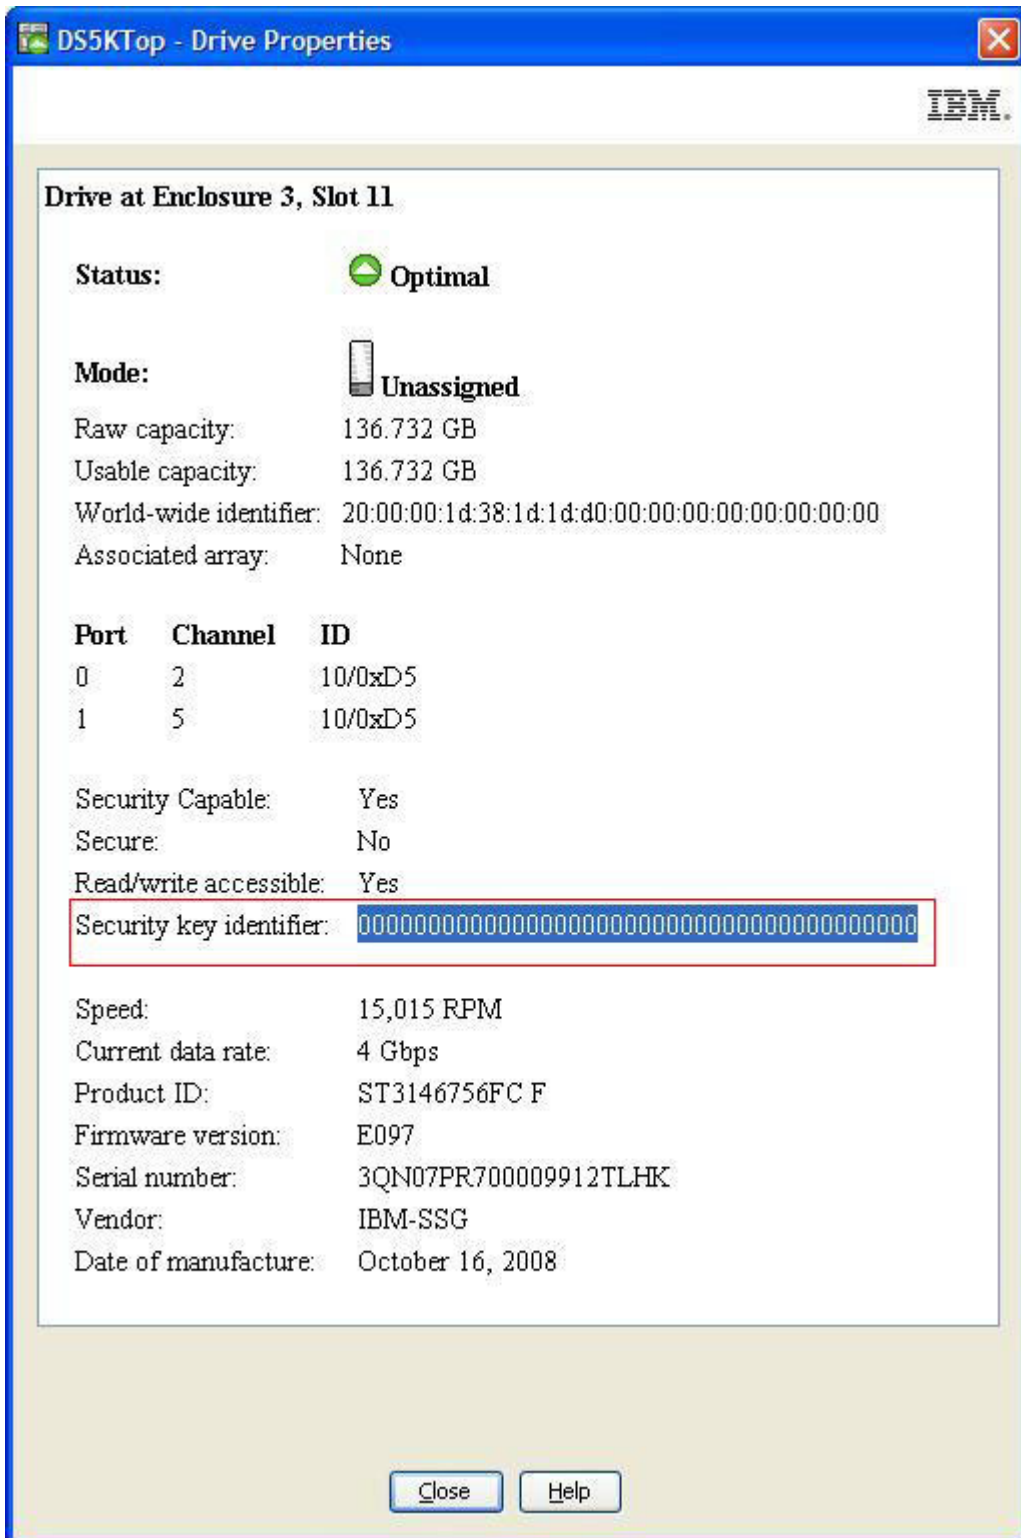 DS5KTop - Drive Properties
IBM.
Drive at Enclosure 3, Slot 11
Status: Optimal
Mode: Unassigned
Raw capacity: 136.732 GB
Usable capacity: 136.732 GB
World-wide identifier: 20:00:00:1d:38:1d:1d:d0:00:00:00:00:00:00:00:00
Associated array: None
Port Channel ID
0 2 10/0xD5
1 5 10/0xD5
Security Capable: Yes
Secure: No
Read/write accessible: Yes
Security key identifier: 0000000000000000000000000000000000000000
Speed: 15,015 RPM
Current data rate: 4 Gbps
Product ID: ST3146756FC F
Firmware version: E097
Serial number: 3QN07PR700009912TLHK
Vendor: IBM-SSG
Date of manufacture: October 16, 2008
Close Help